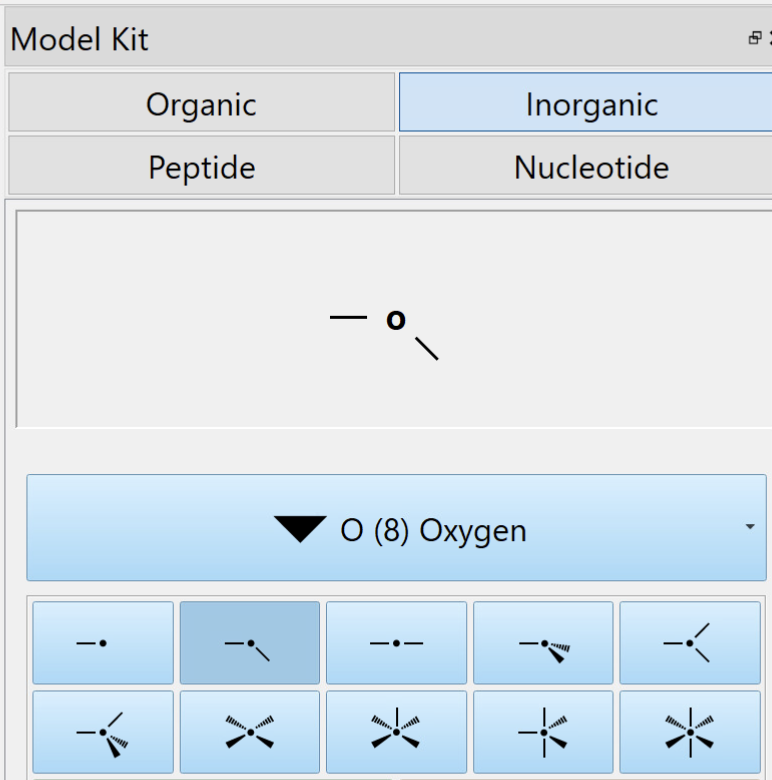 Model Kit
Organic
Inorganic
Peptide
Nucleotide
O
O (8) Oxygen